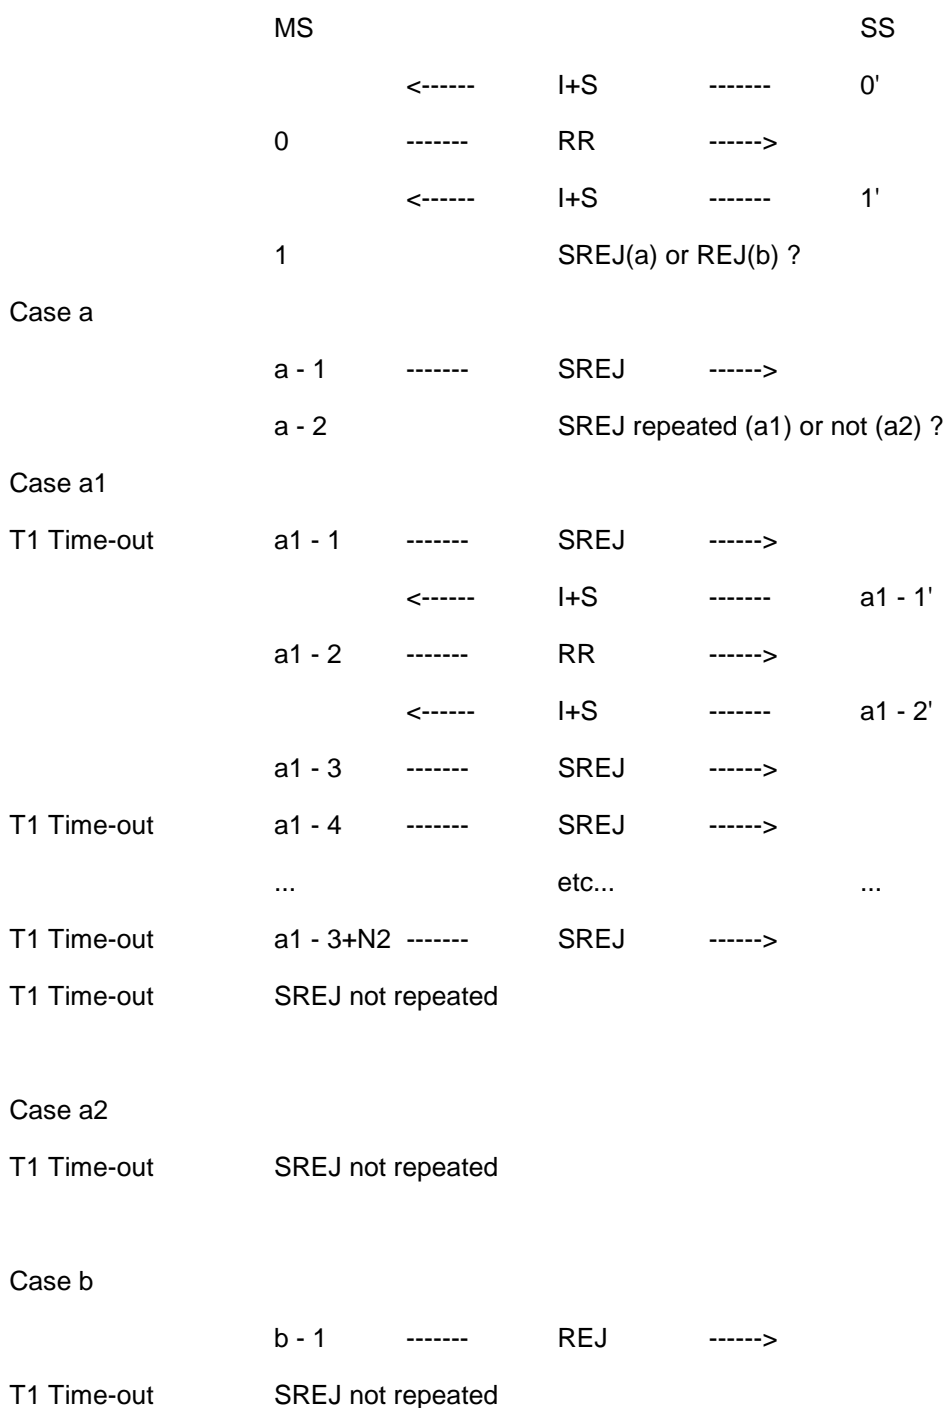 MS SS
<------ I+S ------- 0'
0 ------- RR ------>
<------ I+S ------- 1'
1 SREJ(a) or REJ(b) ?
Case a
a - 1 ------- SREJ ------>
a - 2 SREJ repeated (a1) or not (a2) ?
Case a1
T1 Time-out a1 - 1 ------- SREJ ------>
<------ I+S ------- a1 - 1'
a1 - 2 ------- RR ------>
<------ I+S ------- a1 - 2'
a1 - 3 ------- SREJ ------>
T1 Time-out a1 - 4 ------- SREJ ------>
... etc... ...
T1 Time-out a1 - 3+N2 ------- SREJ ------>
T1 Time-out SREJ not repeated
Case a2
T1 Time-out SREJ not repeated
Case b
b - 1 ------- REJ ------>
T1 Time-out SREJ not repeated